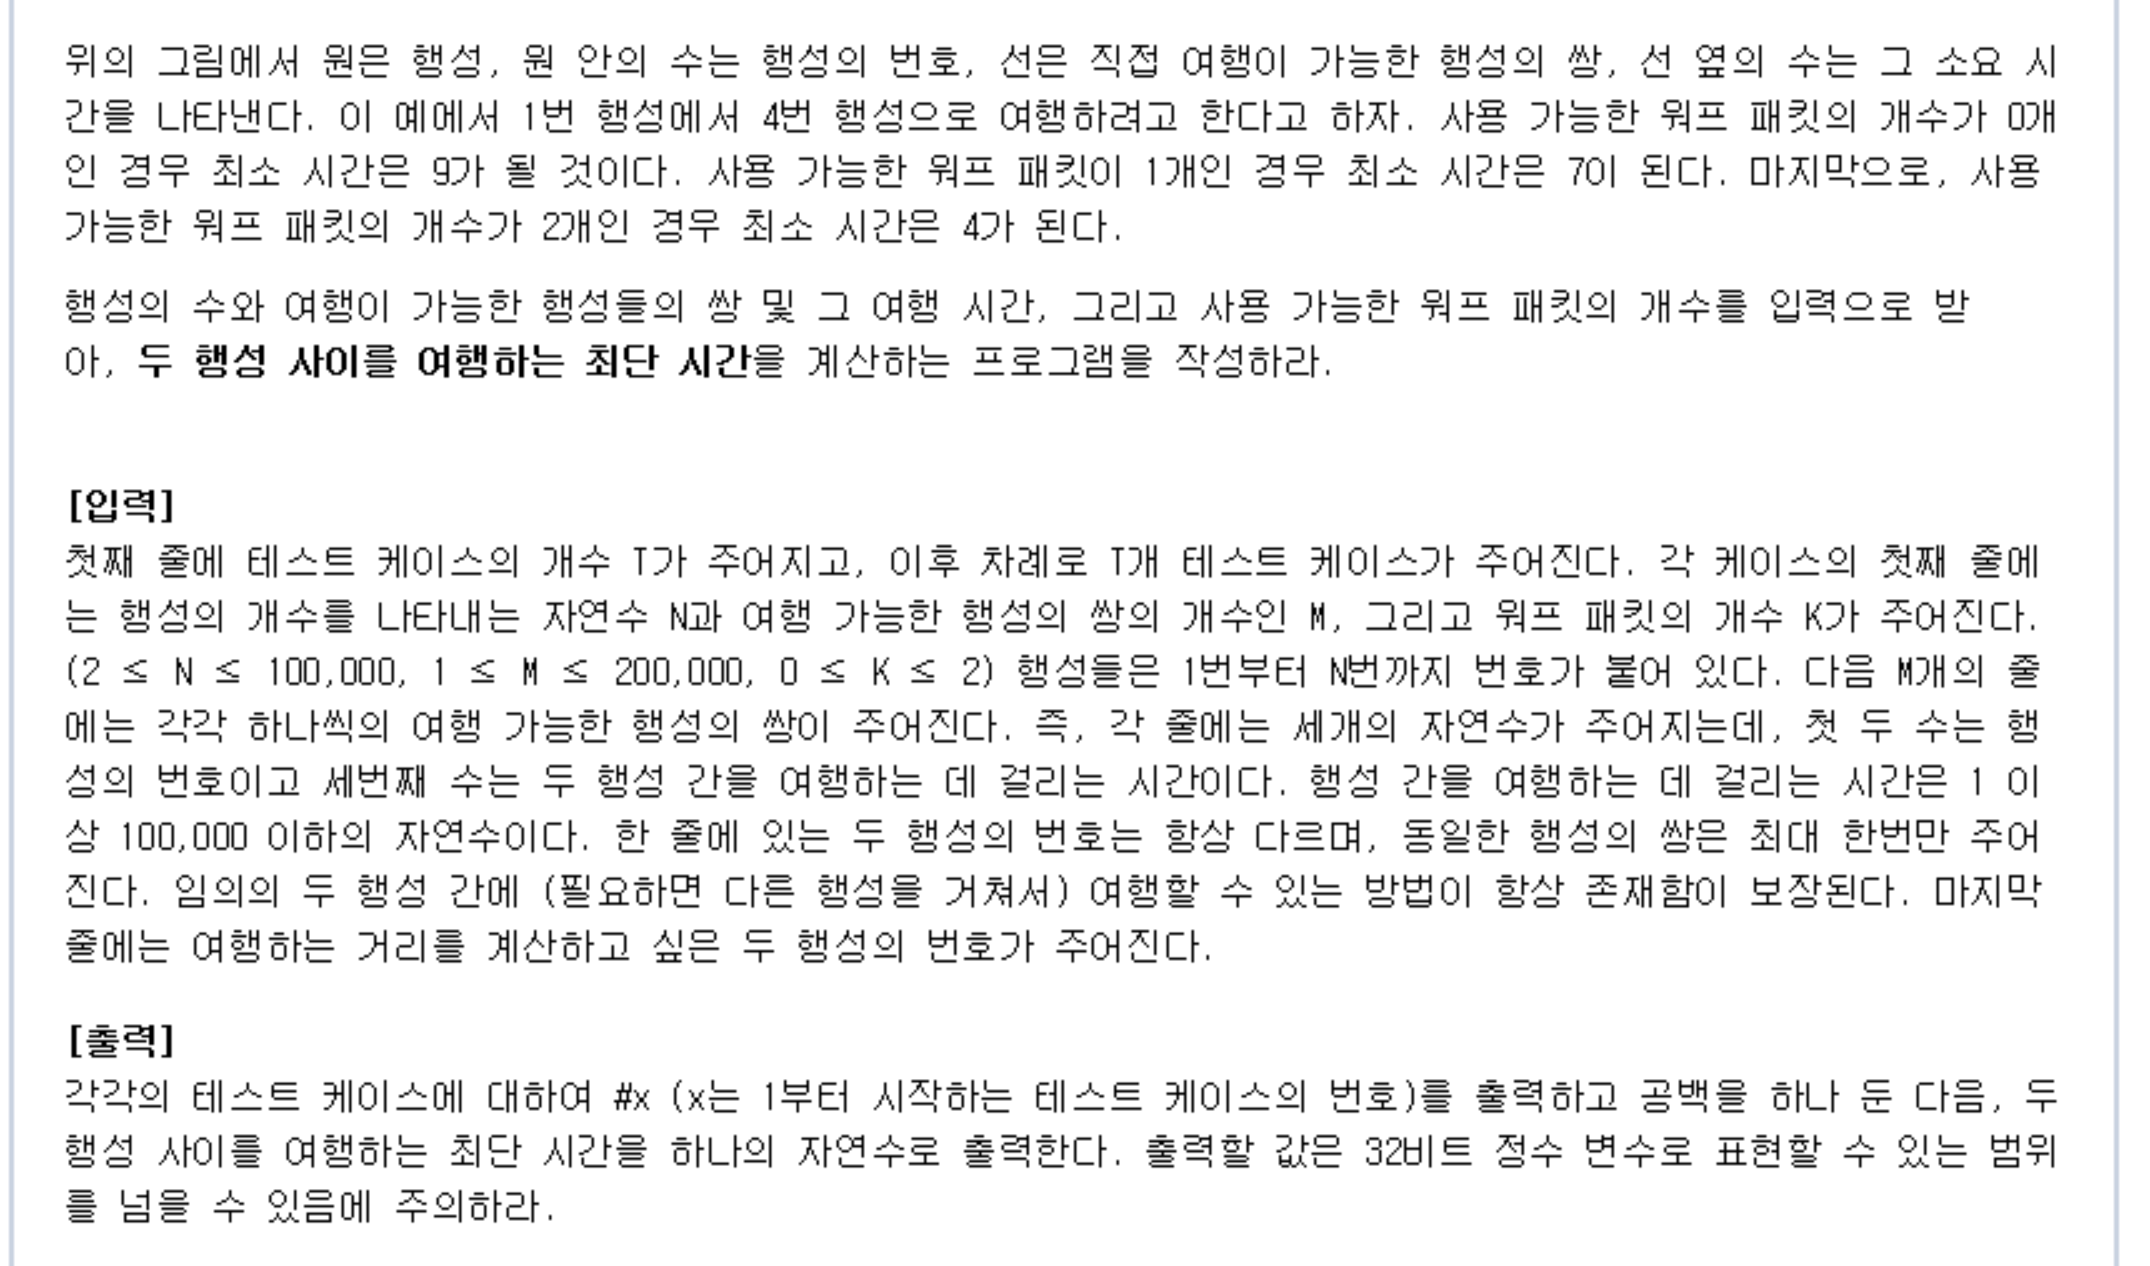 위의 그림에서 원은 행성, 원 안의 수는 행성의 번호, 선은 직접 여행이 가능한 행성의 쌍, 선 옆의 수는 그 소요 시
간을 나타낸다. 이 예에서 1번 행성에서 4번 행성으로 여행하려고 한다고 하자. 사용 가능한 워프 패킷의 개수가 0개
인 경우 최소 시간은 9가 될 것이다. 사용 가능한 워프 패킷이 1개인 경우 최소 시간은 7이 된다. 마지막으로, 사용
가능한 워프 패킷의 개수가 2개인 경우 최소 시간은 4가 된다.
행성의 수와 여행이 가능한 행성들의 쌍 및 그 여행 시간, 그리고 사용 가능한 워프 패킷의 개수를 입력으로 받
아, 두 행성 사이를 여행하는 최단 시간을 계산하는 프로그램을 작성하라.
[입력]
첫째 줄에 테스트 케이스의 개수 T가 주어지고, 이후 차례로 T개 테스트 케이스가 주어진다. 각 케이스의 첫째 줄에
는 행성의 개수를 나타내는 자연수 N과 여행 가능한 행성의 쌍의 개수인 M, 그리고 워프 패킷의 개수 K가 주어진다.
(2 ≤ N ≤ 100,000, 1 ≤ M ≤ 200,000, 0 ≤ K ≤ 2) 행성들은 1번부터 N번까지 번호가 붙어 있다. 다음 M개의 줄
에는 각각 하나씩의 여행 가능한 행성의 쌍이 주어진다. 즉, 각 줄에는 세개의 자연수가 주어지는데, 첫 두 수는 행
성의 번호이고 세번째 수는 두 행성 간을 여행하는 데 걸리는 시간이다. 행성 간을 여행하는 데 걸리는 시간은 1 이
상 100,000 이하의 자연수이다. 한 줄에 있는 두 행성의 번호는 항상 다르며, 동일한 행성의 쌍은 최대 한번만 주어
진다. 임의의 두 행성 간에 (필요하면 다른 행성을 거쳐서) 여행할 수 있는 방법이 항상 존재함이 보장된다. 마지막
줄에는 여행하는 거리를 계산하고 싶은 두 행성의 번호가 주어진다.
[출력]
각각의 테스트 케이스에 대하여 #x (x는 1부터 시작하는 테스트 케이스의 번호)를 출력하고 공백을 하나 둔 다음, 두
행성 사이를 여행하는 최단 시간을 하나의 자연수로 출력한다. 출력할 값은 32비트 정수 변수로 표현할 수 있는 범위
를 넘을 수 있음에 주의하라.